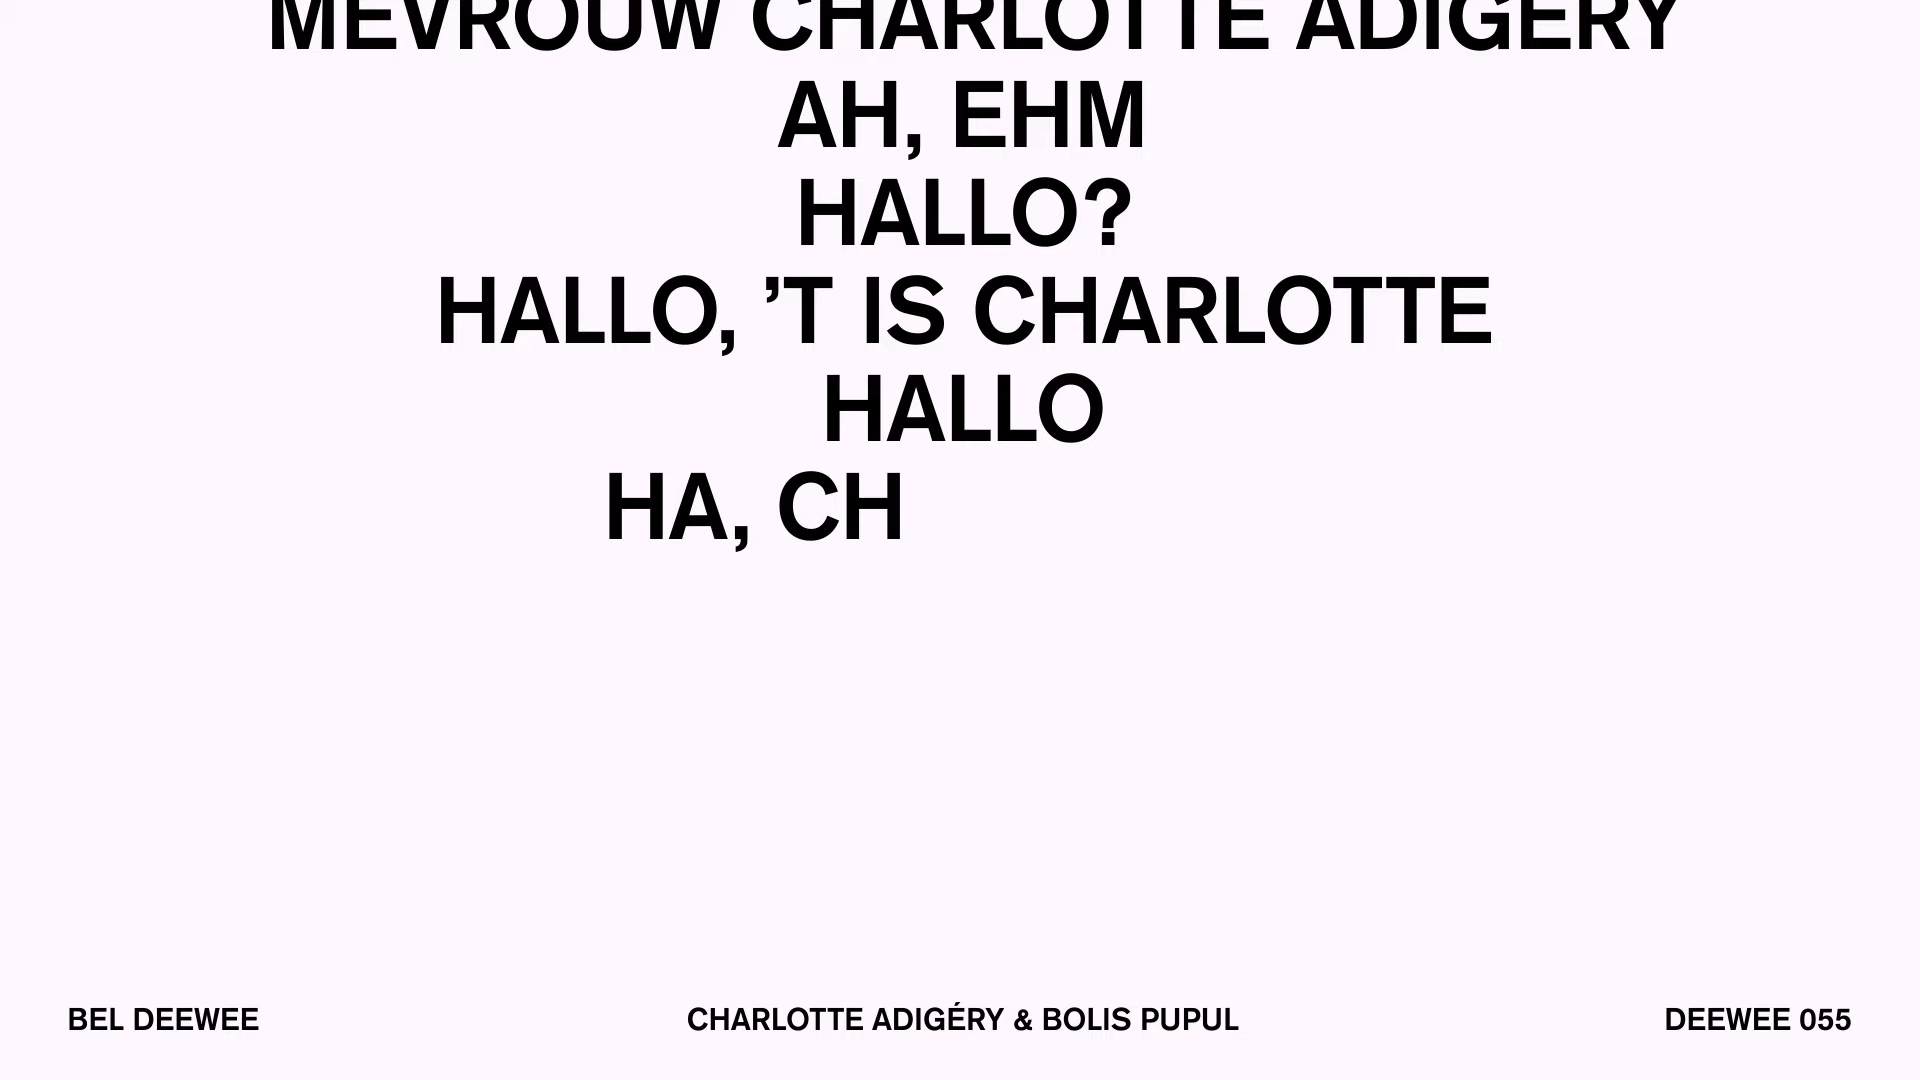 MEVROUW CHARLOTTE ADIGÉRY
AH, EHM
HALLO?
HALLO, ’T IS CHARLOTTE
HALLO
HA, CH
BEL DEEWEE
CHARLOTTE ADIGÉRY & BOLIS PUPUL
DEEWEE 055